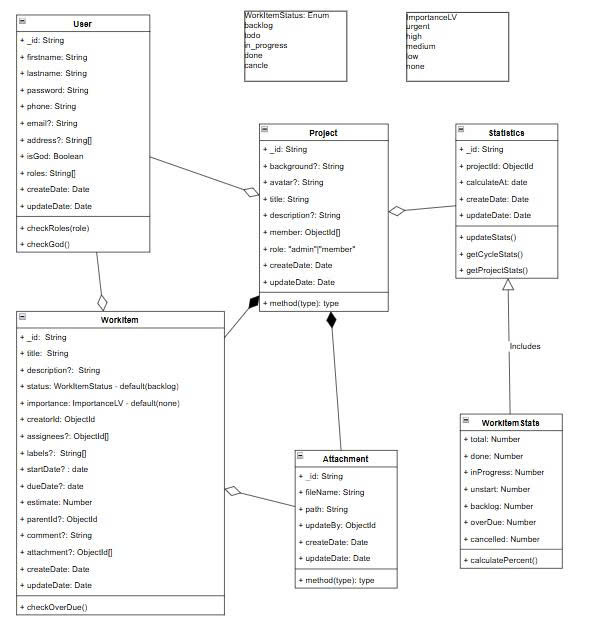 User
+ _id: String
+ firstname: String
+ lastname: String
+ password: String
+ phone: String
+ email?: String
+ address?: String[]
+ isGod: Boolean
+ roles: String[]
+ createDate: Date
+ updateDate: Date
+ checkRoles(role)
+ checkGod()
WorkItemStatus: Enum
backlog
todo
in_progress
done
cancle
ImportanceLV
urgent
high
medium
low
none
Project
+ _id: String
+ background?: String
+ avatar?: String
+ title: String
+ description?: String
+ member: ObjectId[]
+ role: "admin"|"member"
+ createDate: Date
+ updateDate: Date
+ method(type): type
Statistics
+ _id: String
+ projectId: ObjectId
+ calculateAt: date
+ createDate: Date
+ updateDate: Date
+ updateStats()
+ getCycleStats()
+ getProjectStats()
WorkItem
+ _id: String
+ title: String
+ description?: String
+ status: WorkItemStatus - default(backlog)
+ importance: ImportanceLV - default(none)
+ creatorId: ObjectId
+ assignees?: ObjectId[]
+ labels?: String[]
+ startDate? : date
+ dueDate?: date
+ estimate: Number
+ parentId?: ObjectId
+ comment?: String
+ attachment?: ObjectId[]
+ createDate: Date
+ updateDate: Date
+ checkOverDue()
Includes
Attachment
+ _id: String
+ fileName: String
+ path: String
+ updateBy: ObjectId
+ createDate: Date
+ updateDate: Date
+ method(type): type
WorkItemStats
+ total: Number
+ done: Number
+ inProgress: Number
+ unstart: Number
+ backlog: Number
+ overDue: Number
+ cancelled: Number
+ calculatePercent()